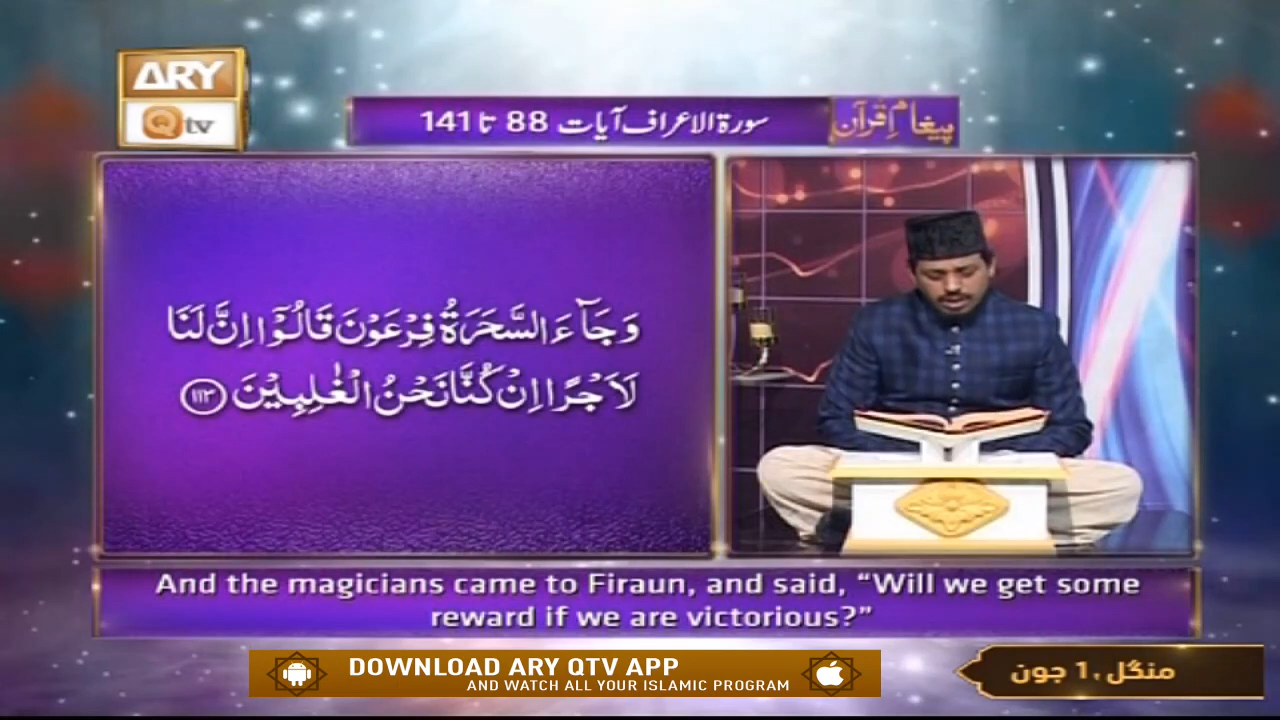 ARY
Qtv
پیغام قرآن
سورۃ الاعراف آیات 88 تا 141
وَجَآءَ السَّحَرَةُ فِرْعَوْنَ قَالُوْٓا اِنَّ لَنَا
لَاَجْرًا اِنْ كُنَّا نَحْنُ الْغٰلِبِيْنَ ۝۱۱۳
And the magicians came to Firaun, and said, “Will we get some
reward if we are victorious?”
DOWNLOAD ARY QTV APP
AND WATCH ALL YOUR ISLAMIC PROGRAM
منگل، 1 جون